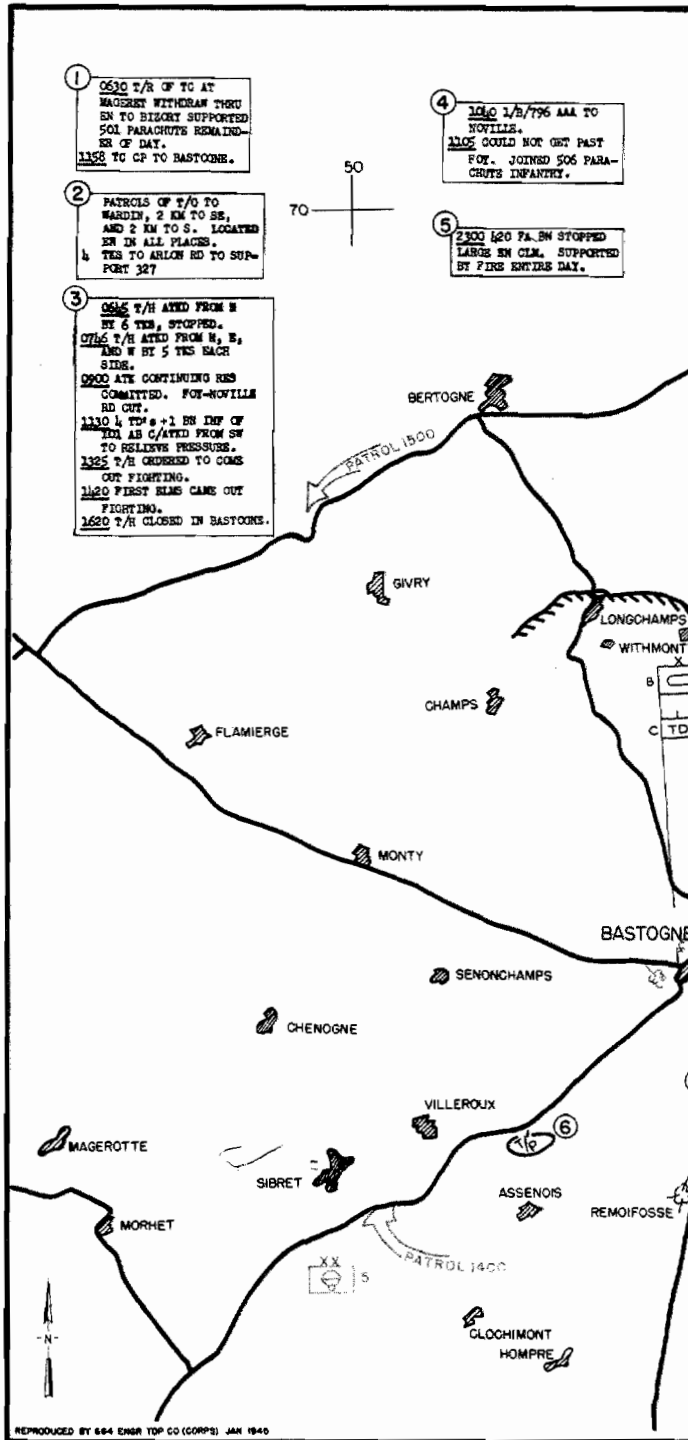 1
0630 T/R OF TC AT
MAGERET WITHDRAW THRU
EN TO BIZORY SUPPORTED
501 PARACHUTE REMAIND-
ER OF DAY.
1158 TC CP TO BASTOGNE.
2
PATROLS OF T/O TO
WARDIN, 2 KM TO SE,
AND 2 KM TO S. LOCATED
EN IN ALL PLACES.
4 TKS TO ARLON RD TO SUP-
PORT 327
3
0645 T/H ATKD FROM N
BY 6 TKS, STOPPED.
0746 T/H ATKD FROM N, E,
AND W BY 5 TKS EACH
SIDE.
0900 ATK CONTINUING RES
COMMITTED. FOY-NOVILLE
RD CUT.
1130 4 TD's +1 BN INF OF
101 AB C/ATKD FROM SW
TO RELIEVE PRESSURE.
1325 T/H ORDERED TO COME
OUT FIGHTING.
1420 FIRST ELMS CAME OUT
FIGHTING.
1620 T/H CLOSED IN BASTOGNE.
4
1040 1/B/796 AAA TO
NOVILLE.
1105 COULD NOT GET PAST
FOY. JOINED 506 PARA-
CHUTE INFANTRY.
5
2300 420 FA BN STOPPED
LARGE EN CLM. SUPPORTED
BY FIRE ENTIRE DAY.
50
70
BERTOGNE
PATROL 1500
GIVRY
LONGCHAMPS
WITHMONT
X
B
CHAMPS
C TD
FLAMIERGE
MONTY
BASTOGNE
SENONCHAMPS
CHENOGNE
VILLEROUX
T/P 6
MAGEROTTE
SIBRET
ASSENOIS
REMOIFOSSE
MORHET
PATROL 1400
XX
5
-N-
CLOCHIMONT
HOMPRE
REPRODUCED BY 664 ENGR TOP CO (CORPS) JAN 1945